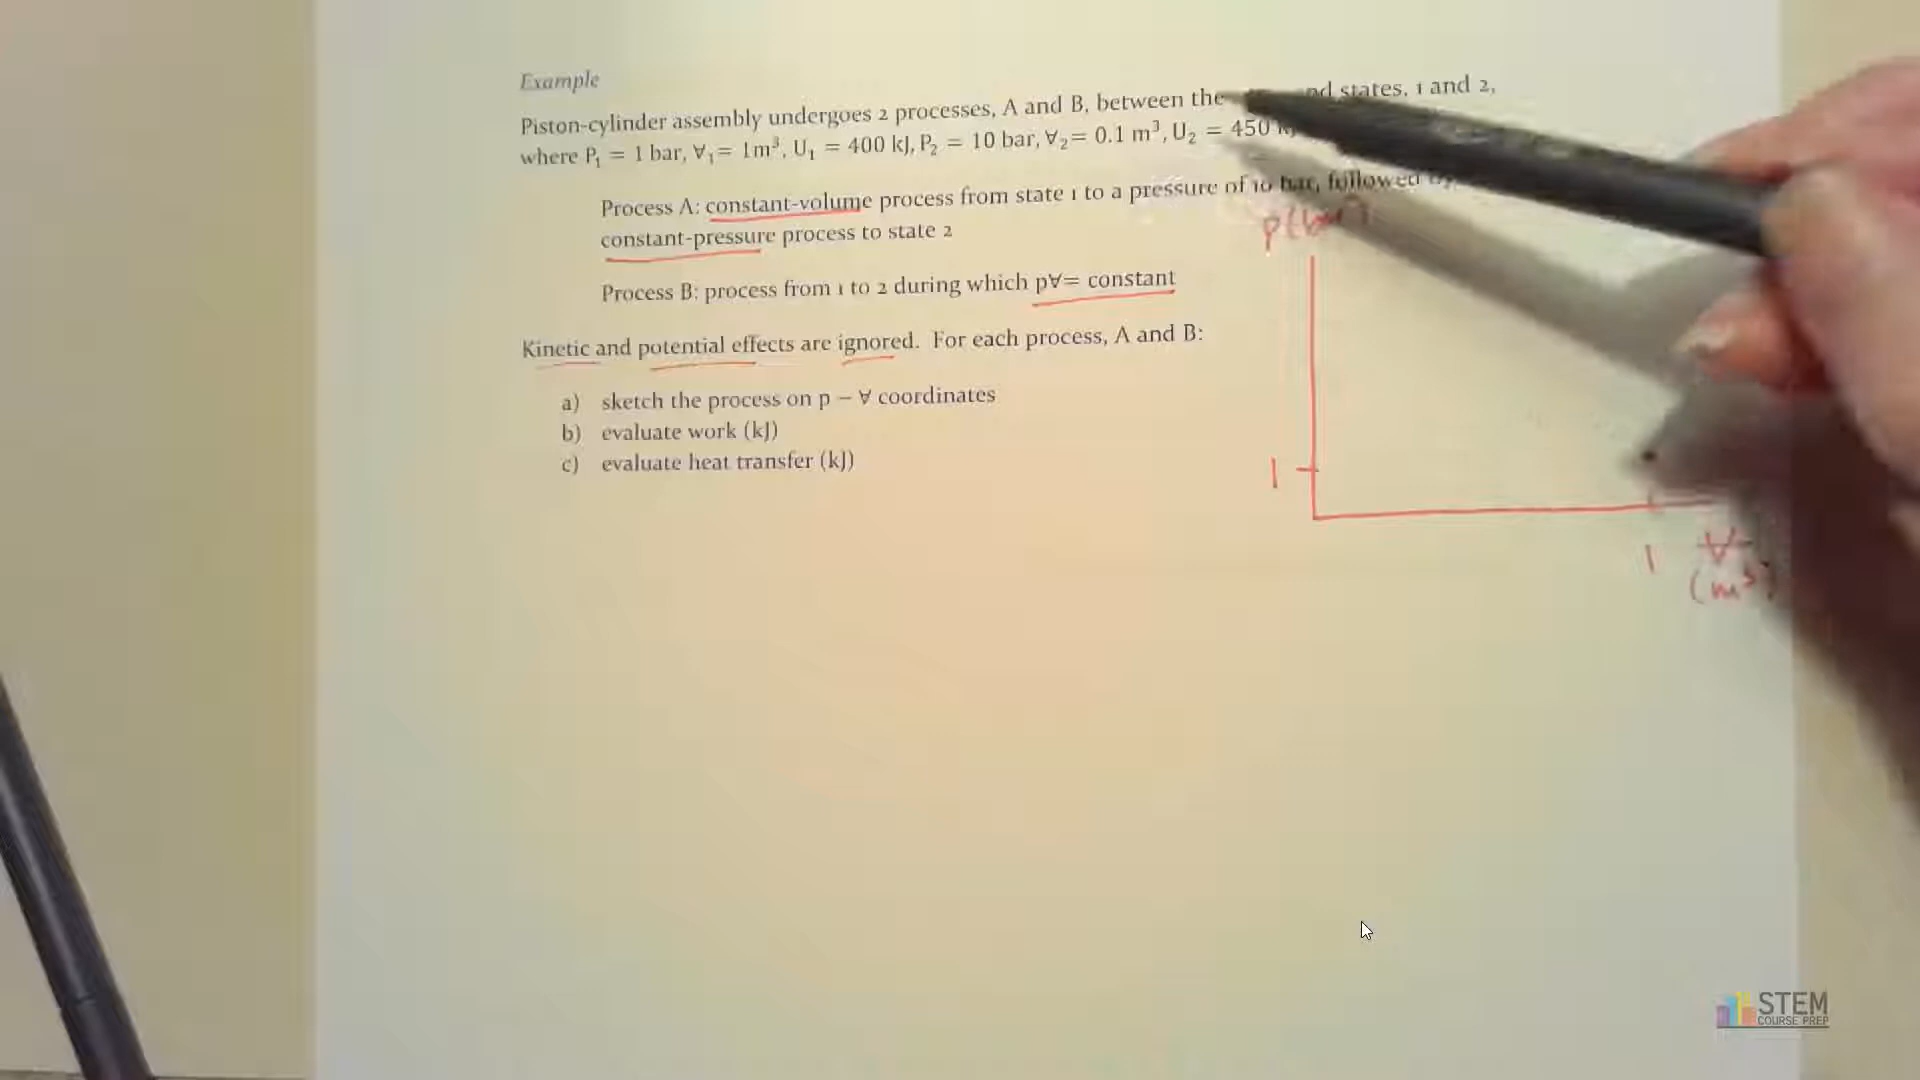 Example
Piston-cylinder assembly undergoes 2 processes, A and B, between the end states, 1 and 2,
where P₁ = 1 bar, ∀₁= 1m³, U₁ = 400 kJ, P₂ = 10 bar, ∀₂= 0.1 m³, U₂ = 450
Process A: constant-volume process from state 1 to a pressure of 10 bar, followed
constant-pressure process to state 2
Process B: process from 1 to 2 during which p∀= constant
Kinetic and potential effects are ignored. For each process, A and B:
a) sketch the process on p − ∀ coordinates
b) evaluate work (kJ)
c) evaluate heat transfer (kJ)
p(bar)
1
1 ∀
(m³)
STEM
COURSE PREP